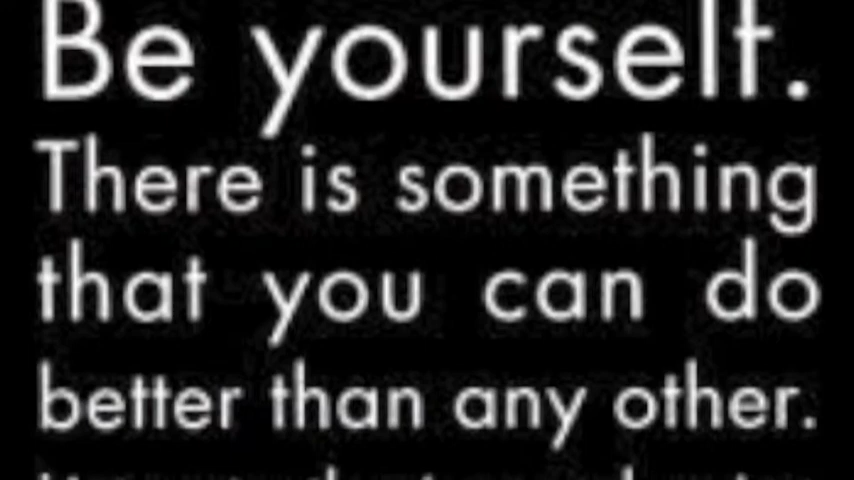 Be yourself.
There is something
that you can do
better than any other.